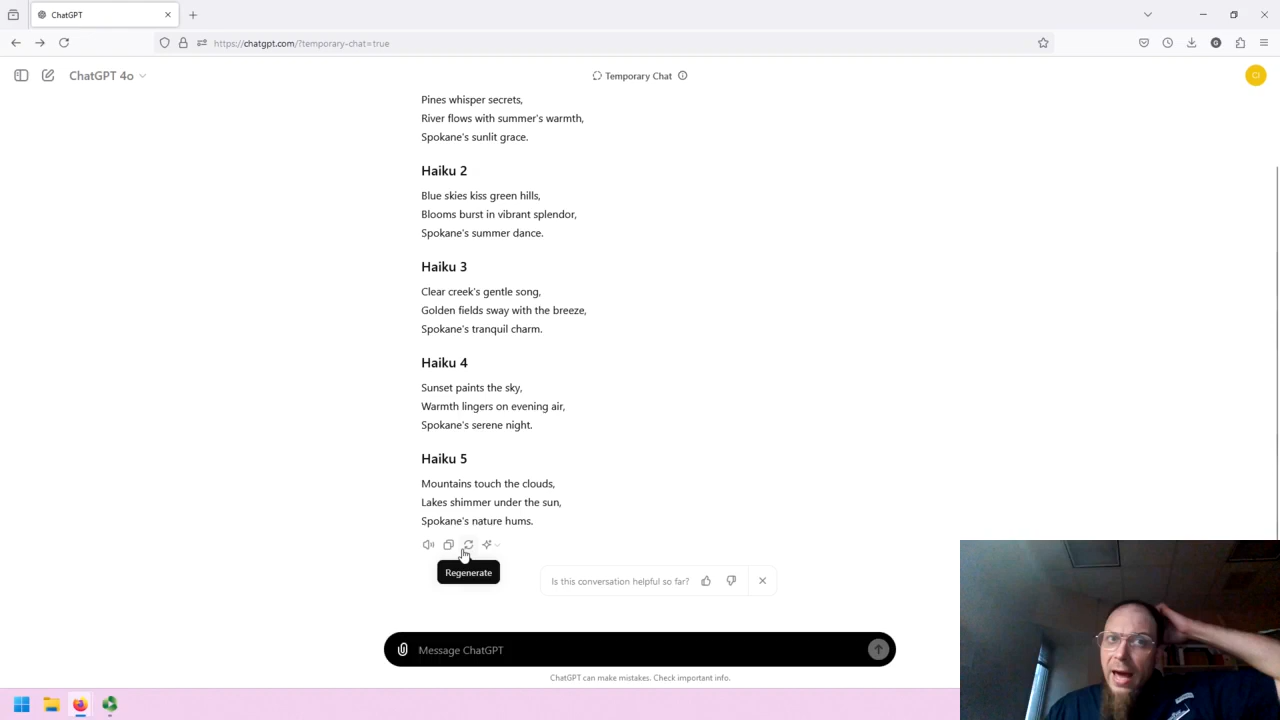 ChatGPT
https://chatgpt.com/?temporary-chat=true
ChatGPT 4o
Temporary Chat
CI
Pines whisper secrets,
River flows with summer's warmth,
Spokane's sunlit grace.
Haiku 2
Blue skies kiss green hills,
Blooms burst in vibrant splendor,
Spokane's summer dance.
Haiku 3
Clear creek's gentle song,
Golden fields sway with the breeze,
Spokane's tranquil charm.
Haiku 4
Sunset paints the sky,
Warmth lingers on evening air,
Spokane's serene night.
Haiku 5
Mountains touch the clouds,
Lakes shimmer under the sun,
Spokane's nature hums.
Regenerate
Is this conversation helpful so far?
Message ChatGPT
ChatGPT can make mistakes. Check important info.